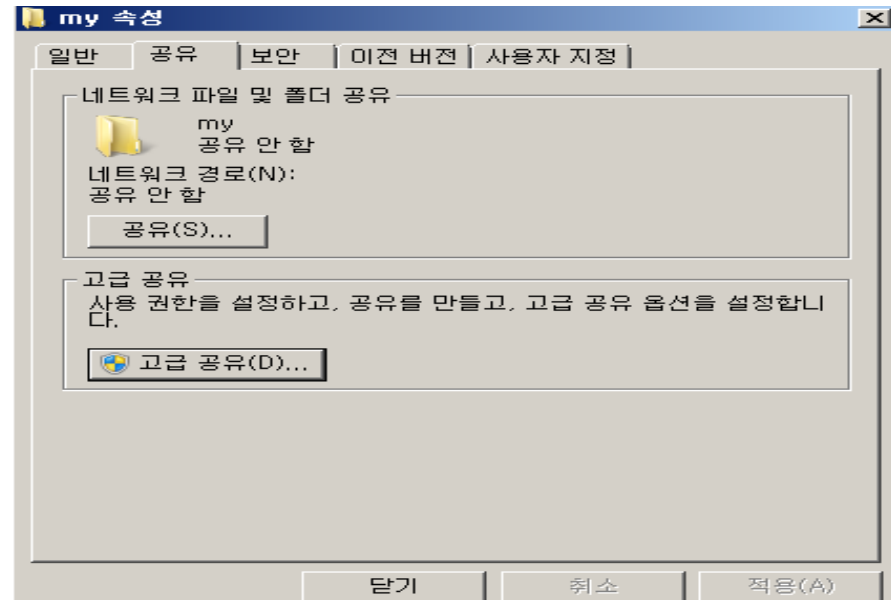 my 속성
일반 공유 보안 이전 버전 사용자 지정
네트워크 파일 및 폴더 공유
my
공유 안 함
네트워크 경로(N):
공유 안 함
공유(S)...
고급 공유
사용 권한을 설정하고, 공유를 만들고, 고급 공유 옵션을 설정합니
다.
고급 공유(D)...
닫기 취소 적용(A)